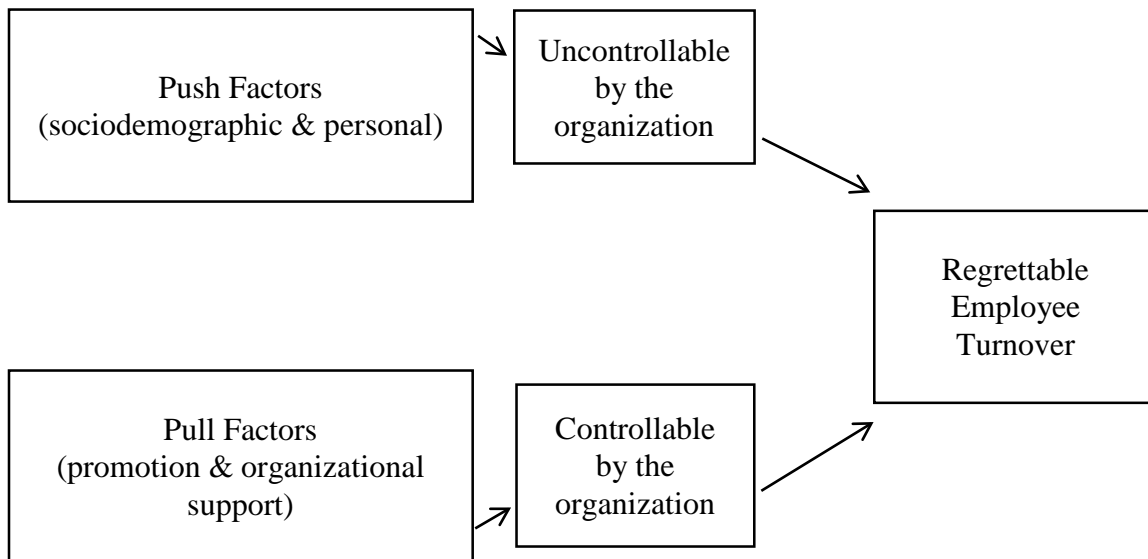 Push Factors
(sociodemographic & personal)
Uncontrollable
by the
organization
Regrettable
Employee
Turnover
Pull Factors
(promotion & organizational
support)
Controllable
by the
organization